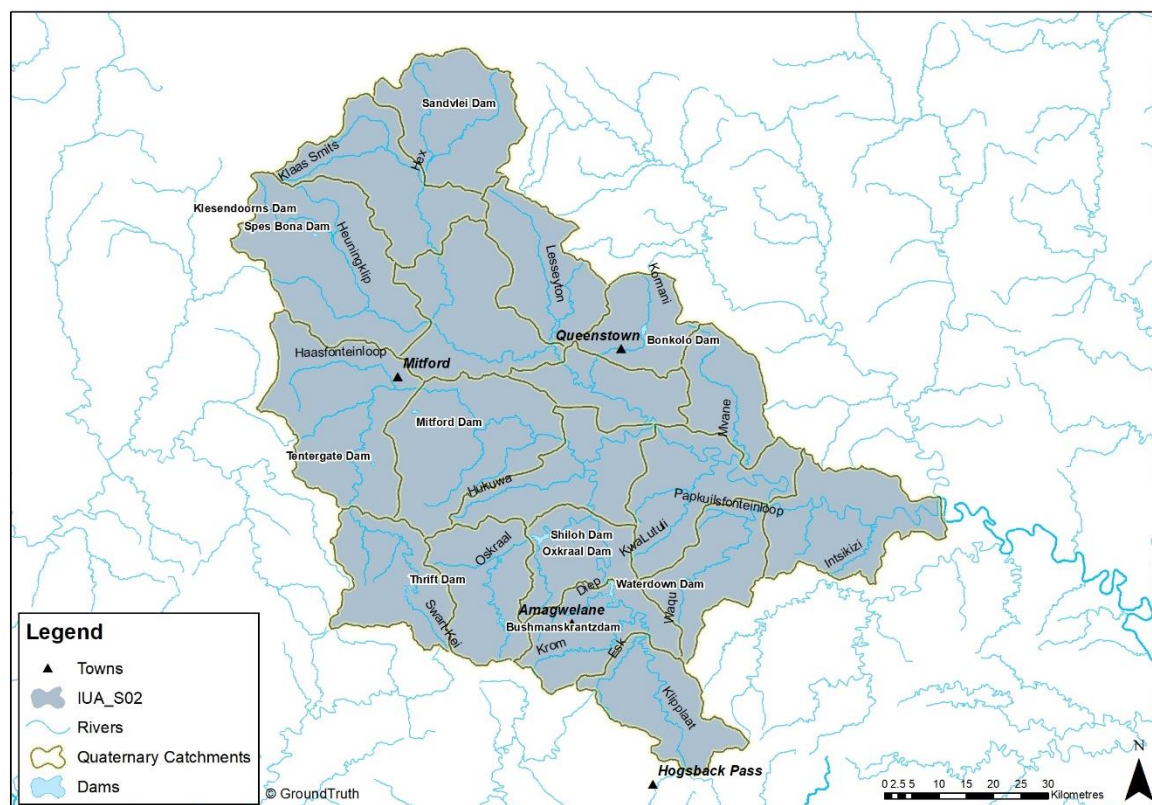 Sandvlei Dam
Klaas Smits
Hex
Klesendoorns Dam
Spes Bona Dam
Heuningklip
Lesseyton
Komani
Queenstown
Bonkolo Dam
Haasfonteinloop
Mitford
Mitford Dam
Mvane
Tentergate Dam
Hukuwa
Papkuilsfonteinloop
Oskraal
Shiloh Dam
Oxkraal Dam
KwaLutuli
Intsikizi
Thrift Dam
Diep
Waterdown Dam
Swart-Kei
Amagwelane
Waqu
Bushmanskrantzdam
Krom
Esk
Klipplaat
Hogsback Pass
Legend
Towns
IUA_S02
Rivers
Quaternary Catchments
Dams
© GroundTruth
N
0 2.5 5 10 15 20 25 30 Kilometres